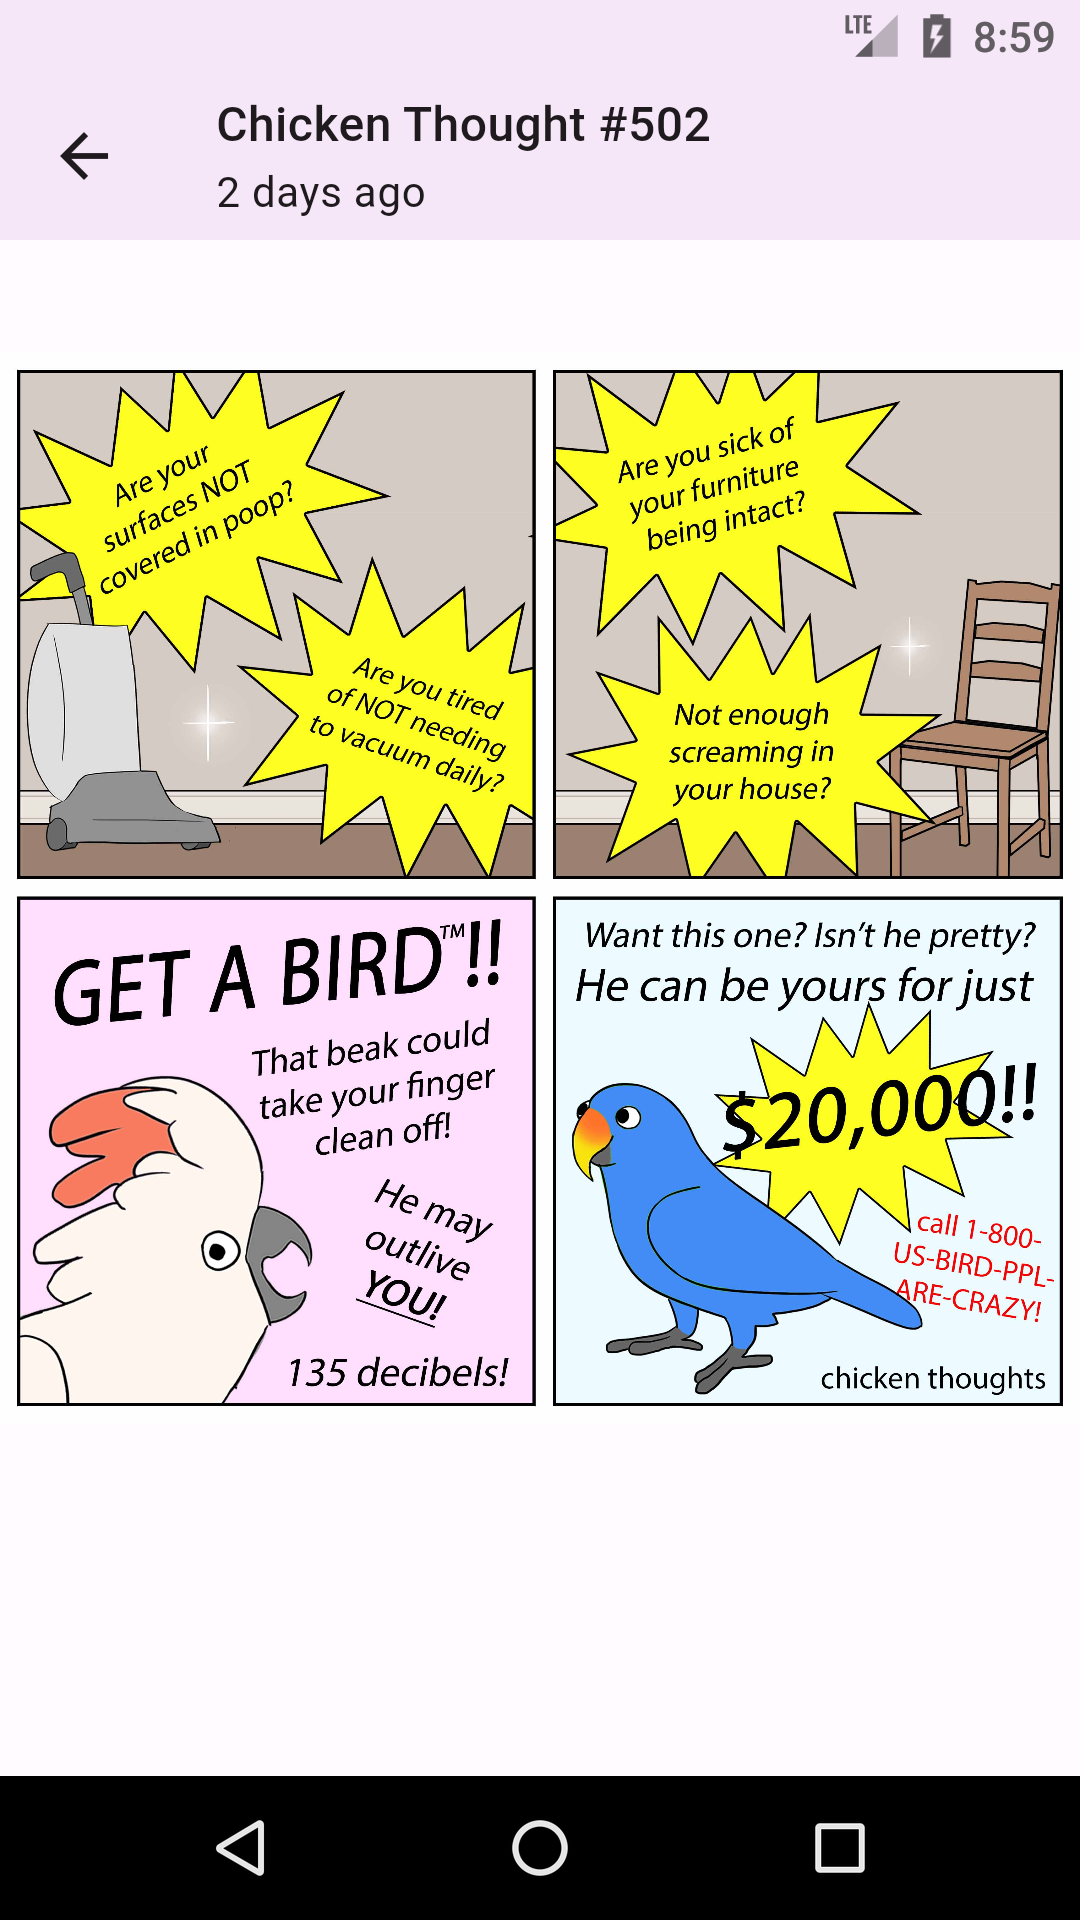 LTE 8:59
Chicken Thought #502
2 days ago
Are your
surfaces NOT
covered in poop?
Are you tired
of NOT needing
to vacuum daily?
Are you sick of
your furniture
being intact?
Not enough
screaming in
your house?
GET A BIRD™!!
That beak could
take your finger
clean off!
He may
outlive
YOU!
135 decibels!
Want this one? Isn't he pretty?
He can be yours for just
$20,000!!
call 1-800-
US-BIRD-PPL-
ARE-CRAZY!
chicken thoughts